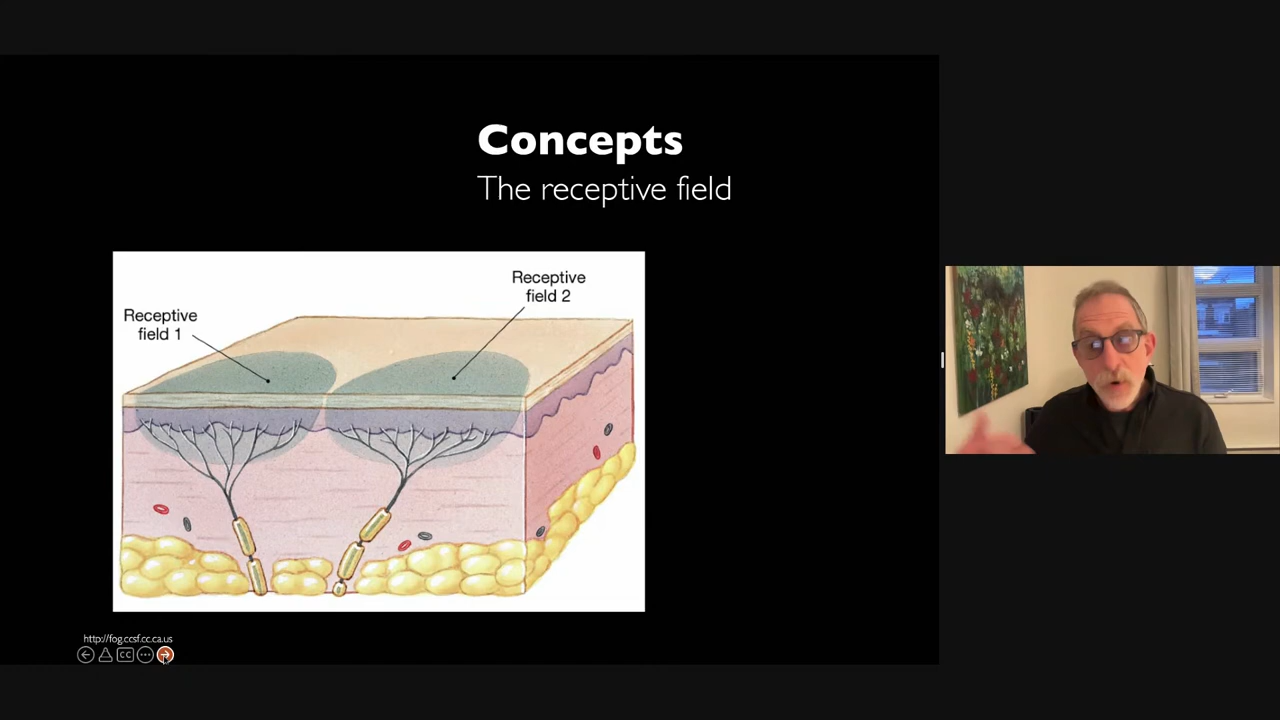 Concepts
The receptive field
Receptive
field 2
Receptive
field 1
http://fog.ccsf.cc.ca.us
CC